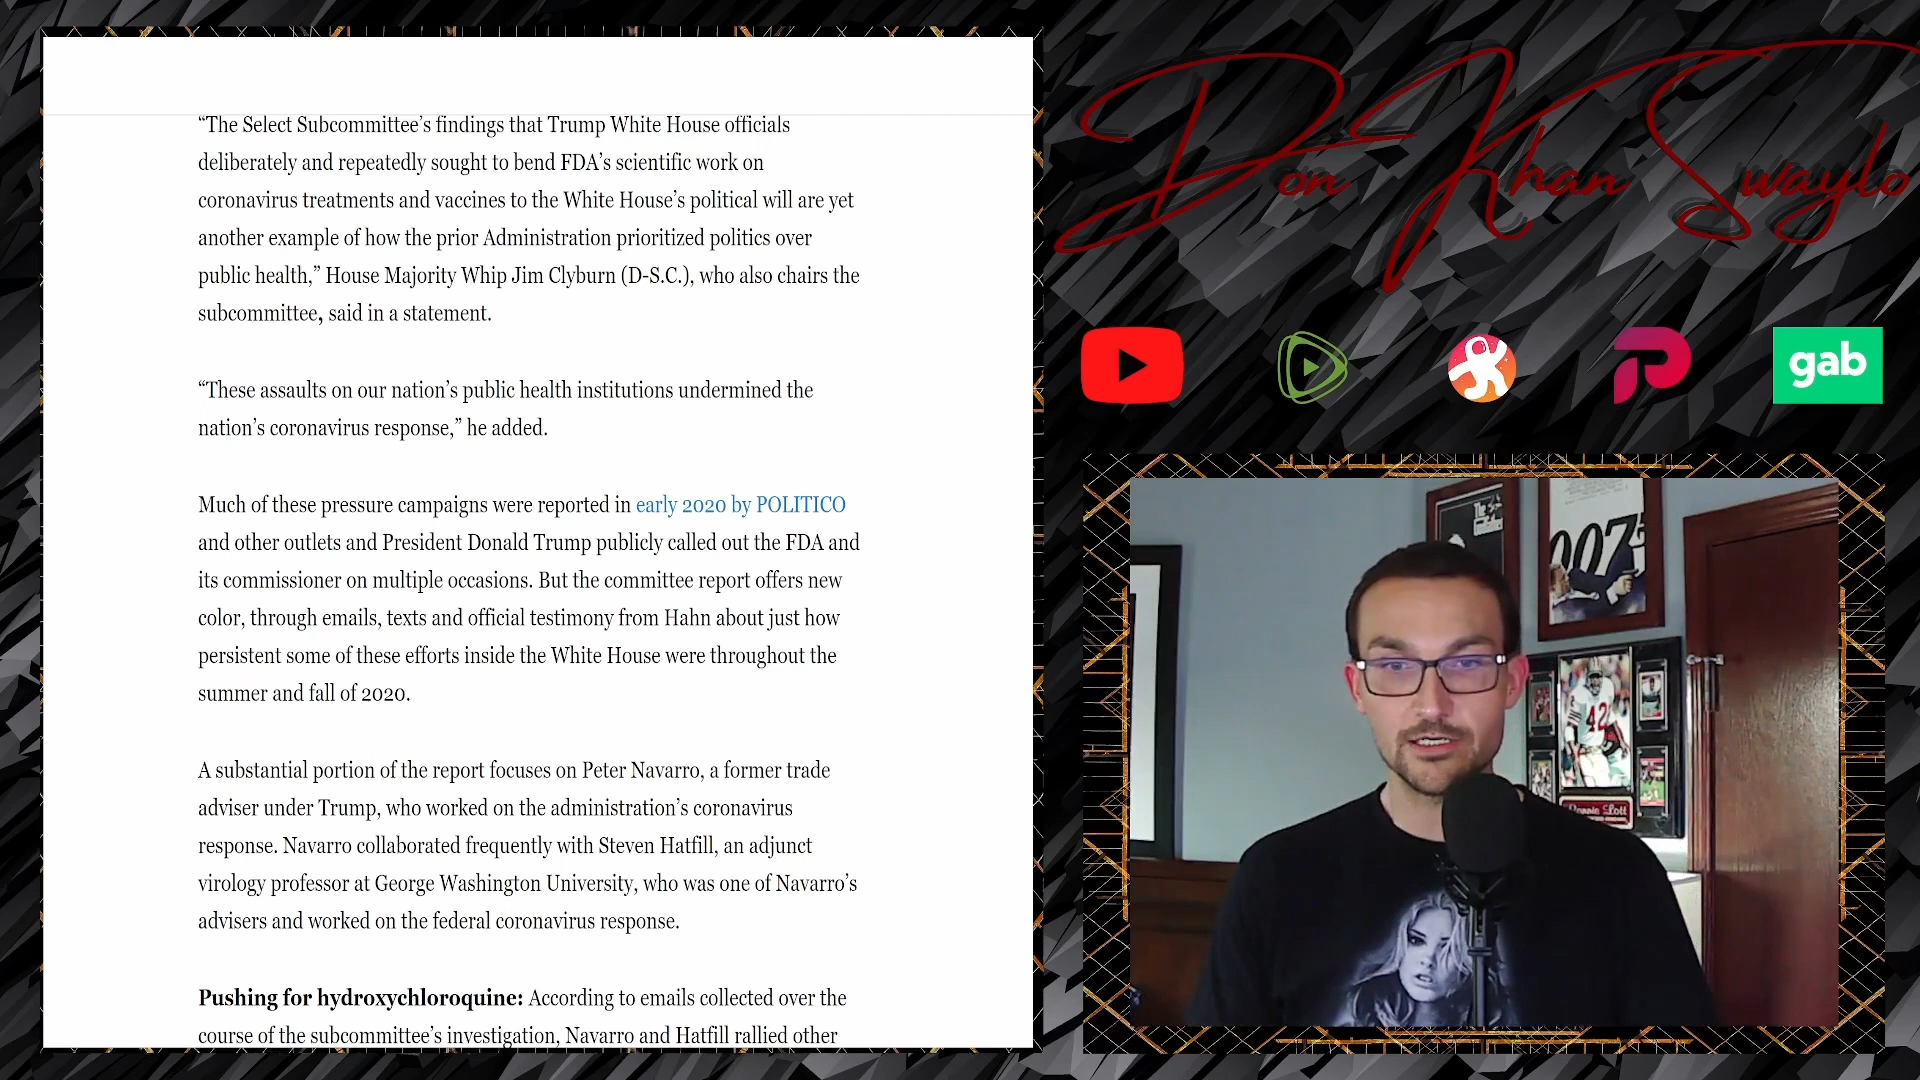 “The Select Subcommittee’s findings that Trump White House officials
deliberately and repeatedly sought to bend FDA’s scientific work on
coronavirus treatments and vaccines to the White House’s political will are yet
another example of how the prior Administration prioritized politics over
public health,” House Majority Whip Jim Clyburn (D-S.C.), who also chairs the
subcommittee, said in a statement.
“These assaults on our nation’s public health institutions undermined the
nation’s coronavirus response,” he added.
Much of these pressure campaigns were reported in early 2020 by POLITICO
and other outlets and President Donald Trump publicly called out the FDA and
its commissioner on multiple occasions. But the committee report offers new
color, through emails, texts and official testimony from Hahn about just how
persistent some of these efforts inside the White House were throughout the
summer and fall of 2020.
A substantial portion of the report focuses on Peter Navarro, a former trade
adviser under Trump, who worked on the administration’s coronavirus
response. Navarro collaborated frequently with Steven Hatfill, an adjunct
virology professor at George Washington University, who was one of Navarro’s
advisers and worked on the federal coronavirus response.
Pushing for hydroxychloroquine: According to emails collected over the
course of the subcommittee’s investigation, Navarro and Hatfill rallied other
Don Khan Swaylo
gab
The
007
42
Ronnie Lott